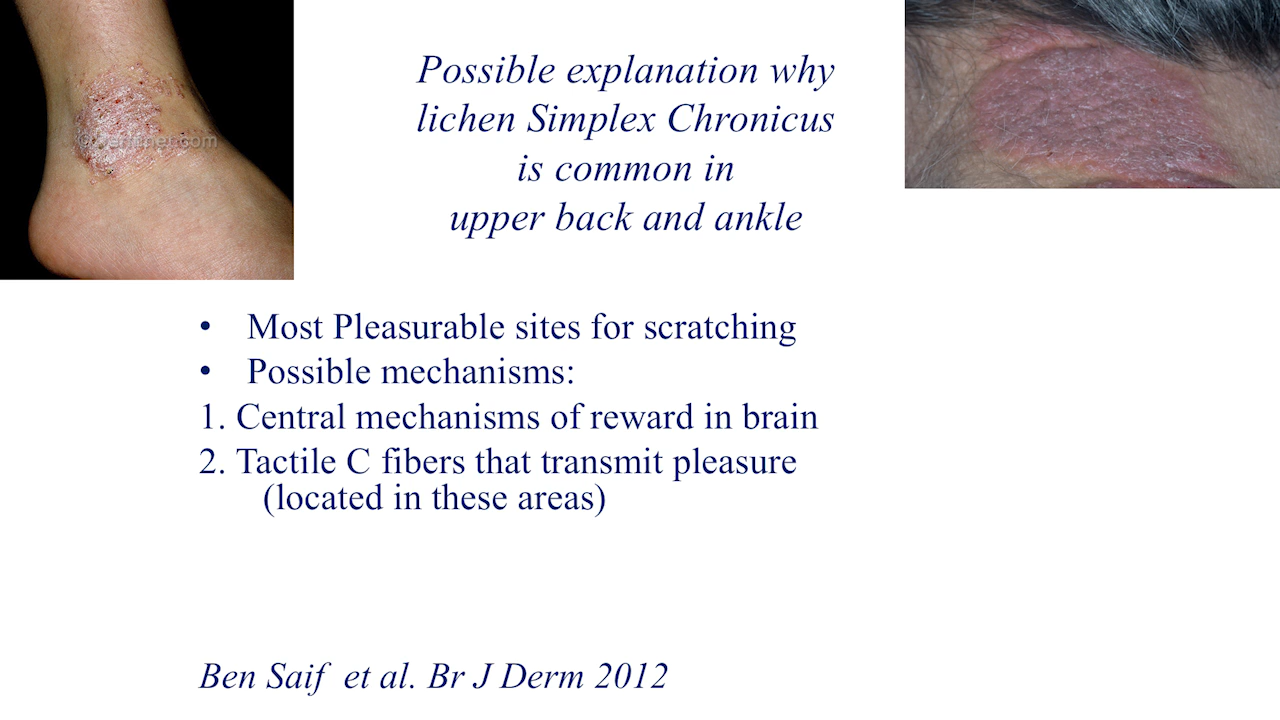 Possible explanation why
lichen Simplex Chronicus
is common in
upper back and ankle
• Most Pleasurable sites for scratching
• Possible mechanisms:
1. Central mechanisms of reward in brain
2. Tactile C fibers that transmit pleasure
(located in these areas)
Ben Saif et al. Br J Derm 2012